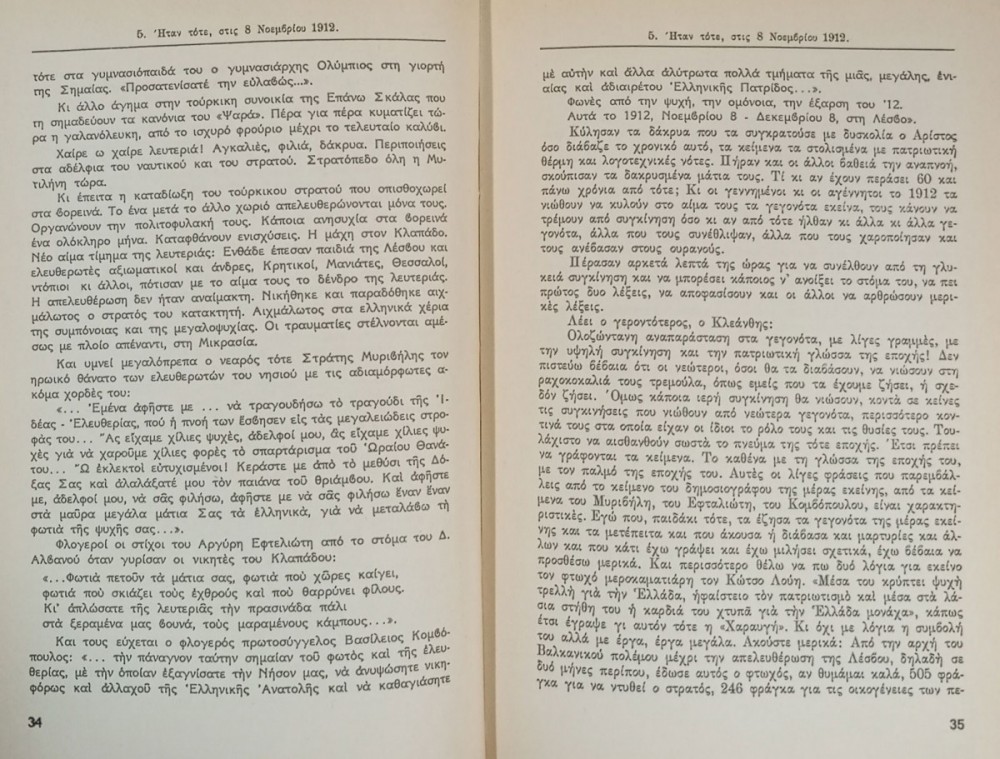 5. Ήταν τότε, στις 8 Νοεμβρίου 1912.
τότε στα γυμνασιόπαιδά του ο γυμνασιάρχης Ολύμπιος στη γιορτή
της Σημαίας. «Προσατενίσατέ την εὐλαβῶς...».
Κι άλλο άγημα στην τούρκικη συνοικία της Επάνω Σκάλας που
τη σημαδεύουν τα κανόνια του «Ψαρά». Πέρα για πέρα κυματίζει τώ-
ρα η γαλανόλευκη, από το ισχυρό φρούριο μέχρι το τελευταίο καλύβι.
Χαίρε ω χαίρε λευτεριά! Αγκαλιές, φιλιά, δάκρυα. Περιποιήσεις
στα αδέλφια του ναυτικού και του στρατού. Στρατόπεδο όλη η Μυ-
τιλήνη τώρα.
Κι έπειτα η καταδίωξη του τούρκικου στρατού που οπισθοχωρεί
στα βορεινά. Το ένα μετά το άλλο χωριό απελευθερώνονται μόνα τους.
Οργανώνουν την πολιτοφυλακή τους. Κάποια ανησυχία στα βορεινά
ένα ολόκληρο μήνα. Καταφθάνουν ενισχύσεις. Η μάχη στον Κλαπάδο.
Νέο αίμα τίμημα της λευτεριάς: Ενθάδε έπεσαν παιδιά της Λέσβου και
ελευθερωτές αξιωματικοί και άνδρες, Κρητικοί, Μανιάτες, Θεσσαλοί,
ντόπιοι κι άλλοι, πότισαν με το αίμα τους το δένδρο της λευτεριάς.
Η απελευθέρωση δεν ήταν αναίμακτη. Νικήθηκε και παραδόθηκε αιχ-
μάλωτος ο στρατός του κατακτητή. Αιχμάλωτος στα ελληνικά χέρια
της συμπόνοιας και της μεγαλοψυχίας. Οι τραυματίες στέλνονται αμέ-
σως με πλοίο απέναντι, στη Μικρασία.
Και υμνεί μεγαλόπρεπα ο νεαρός τότε Στράτης Μυριβήλης τον
ηρωικό θάνατο των ελευθερωτών του νησιού με τις αδιαμόρφωτες α-
κόμα χορδές του:
«... Ἐμένα ἀφῆστε με ... νὰ τραγουδήσω τὸ τραγούδι τῆς Ἰ-
δέας - Ἐλευθερίας, ποὺ ἡ πνοή των ἔσβησεν εἰς τὰς μεγαλειώδεις στρο-
φάς του... Ἂς εἴχαμε χίλιες ψυχές, ἀδελφοί μου, ἂς εἴχαμε χίλιες ψυ-
χὲς γιὰ νὰ χαροῦμε χίλιες φορὲς τὸ σπαρτάρισμα τοῦ Ὡραίου Θανά-
του... Ὢ ἐκλεκτοὶ εὐτυχισμένοι! Κεράστε με ἀπὸ τὸ μεθύσι τῆς Δό-
ξας Σας καὶ ἀλαλάξατέ μου τὸν παιάνα τοῦ θριάμβου. Καὶ ἀφῆστε
με, ἀδελφοί μου, νὰ σᾶς φιλήσω, ἀφῆστε με νὰ σᾶς φιλήσω ἕναν ἕναν
στὰ μαῦρα μεγάλα μάτια Σας τὰ ἑλληνικά, γιὰ νὰ μεταλάβω τὴ
φωτιὰ τῆς ψυχῆς σας...».
Φλογεροί οι στίχοι του Αργύρη Εφταλιώτη από το στόμα του Δ.
Αλβανού όταν γυρίσαν οι νικητές του Κλαπάδου:
«...Φωτιὰ πετοῦν τὰ μάτια σας, φωτιὰ ποὺ χῶρες καίγει,
φωτιὰ ποὺ σκιάζει τοὺς ἐχθροὺς καὶ ποὺ θαρρύνει φίλους.
Κι' ἁπλώσατε τῆς λευτεριᾶς τὴν πρασινάδα πάλι
στὰ ξεραμένα μας βουνά, τοὺς μαραμένους κάμπους...».
Και τους εύχεται ο φλογερός πρωτοσύγγελος Βασίλειος Κομβό-
πουλος: «... τὴν πάναγνον ταύτην σημαίαν τοῦ φωτὸς καὶ τῆς ἐλευ-
θερίας, μὲ τὴν ὁποίαν ἐξαγνίσατε τὴν Νῆσον μας, νὰ ἀνυψώσητε νικη-
φόρως καὶ ἀλλαχοῦ τῆς Ἑλληνικῆς Ἀνατολῆς καὶ νὰ καθαγιάσητε
34
5. Ήταν τότε, στις 8 Νοεμβρίου 1912.
μὲ αὐτὴν καὶ ἄλλα ἀλύτρωτα πολλὰ τμήματα τῆς μιᾶς, μεγάλης, ἑνι-
αίας καὶ ἀδιαιρέτου Ἑλληνικῆς Πατρίδος...».
Φωνές από την ψυχή, την ομόνοια, την έξαρση του '12.
Αυτά το 1912, Νοεμβρίου 8 - Δεκεμβρίου 8, στη Λέσβο».
Κύλησαν τα δάκρυα που τα συγκρατούσε με δυσκολία ο Αρίστος
όσο διάβαζε το χρονικό αυτό, τα κείμενα τα στολισμένα με πατριωτική
θέρμη και λογοτεχνικές νότες. Πήραν και οι άλλοι βαθειά την αναπνοή,
σκούπισαν τα δακρυσμένα μάτια τους. Τί κι αν έχουν περάσει 60 και
πάνω χρόνια από τότε; Κι οι γεννημένοι κι οι αγέννητοι το 1912 τα
νιώθουν να κυλούν στο αίμα τους τα γεγονότα εκείνα, τους κάνουν να
τρέμουν από συγκίνηση όσο κι αν από τότε ήλθαν κι άλλα κι άλλα γε-
γονότα, άλλα που τους συνέθλιψαν, άλλα που τους χαροποίησαν και
τους ανέβασαν στους ουρανούς.
Πέρασαν αρκετά λεπτά της ώρας για να συνέλθουν από τη γλυ-
κειά συγκίνηση και να μπορέσει κάποιος ν' ανοίξει το στόμα του, να πει
πρώτος δυο λέξεις, να αποφασίσουν και οι άλλοι να αρθρώσουν μερι-
κές λέξεις.
Λέει ο γεροντότερος, ο Κλεάνθης:
Ολοζώντανη αναπαράσταση στα γεγονότα, με λίγες γραμμές, με
την υψηλή συγκίνηση και την πατριωτική γλώσσα της εποχής! Δεν
πιστεύω βέβαια ότι οι νεώτεροι, όσοι θα τα διαβάσουν, να νιώσουν στη
ραχοκοκαλιά τους τρεμούλα, όπως εμείς που τα έχουμε ζήσει, ή σχε-
δόν ζήσει. Όμως κάποια ιερή συγκίνηση θα νιώσουν, κοντά σε κείνες
τις συγκινήσεις που νιώθουν από νεώτερα γεγονότα, περισσότερο κον-
τινά τους στα οποία είχαν οι ίδιοι το ρόλο τους και τις θυσίες τους. Του-
λάχιστο να αισθανθούν σωστά το πνεύμα της τότε εποχής. Έτσι πρέπει
να γράφονται τα κείμενα. Το καθένα με τη γλώσσα της εποχής του,
με τον παλμό της εποχής του. Αυτές οι λίγες φράσεις που παρεμβάλ-
λεις από το κείμενο του δημοσιογράφου της μέρας εκείνης, από τα κεί-
μενα του Μυριβήλη, του Εφταλιώτη, του Κομβόπουλου, είναι χαρακτη-
ριστικές. Εγώ που, παιδάκι τότε, τα έζησα τα γεγονότα της μέρας εκεί-
νης και τα μετέπειτα και που άκουσα ή διάβασα και μαρτυρίες και άλ-
λων και που κάτι έχω γράψει και έχω μιλήσει σχετικά, έχω βέβαια να
προσθέσω μερικά. Και περισσότερο θέλω να πω δυό λόγια για εκείνο
τον φτωχό μεροκαματιάρη τον Κώτσο Λούη. «Μέσα του κρύπτει ψυχὴ
τρελλὴ γιὰ τὴν Ἑλλάδα, ἡφαίστειο τὸν πατριωτισμὸ καὶ μέσα στὰ λά-
σια στήθη του ἡ καρδιά του χτυπᾶ γιὰ τὴν Ἑλλάδα μονάχα», κάπως
έτσι έγραψε γι αυτόν τότε η «Χαραυγή». Κι όχι με λόγια η συμβολή
του αλλά με έργα, έργα μεγάλα. Ακούστε μερικά: Από την αρχή του
Βαλκανικού πολέμου μέχρι την απελευθέρωση της Λέσβου, δηλαδή σε
δυό μήνες περίπου, έδωσε αυτός ο φτωχός, αν θυμάμαι καλά, 505 φρά-
γκα για να ντυθεί ο στρατός, 246 φράγκα για τις οικογένειες των πε-
35